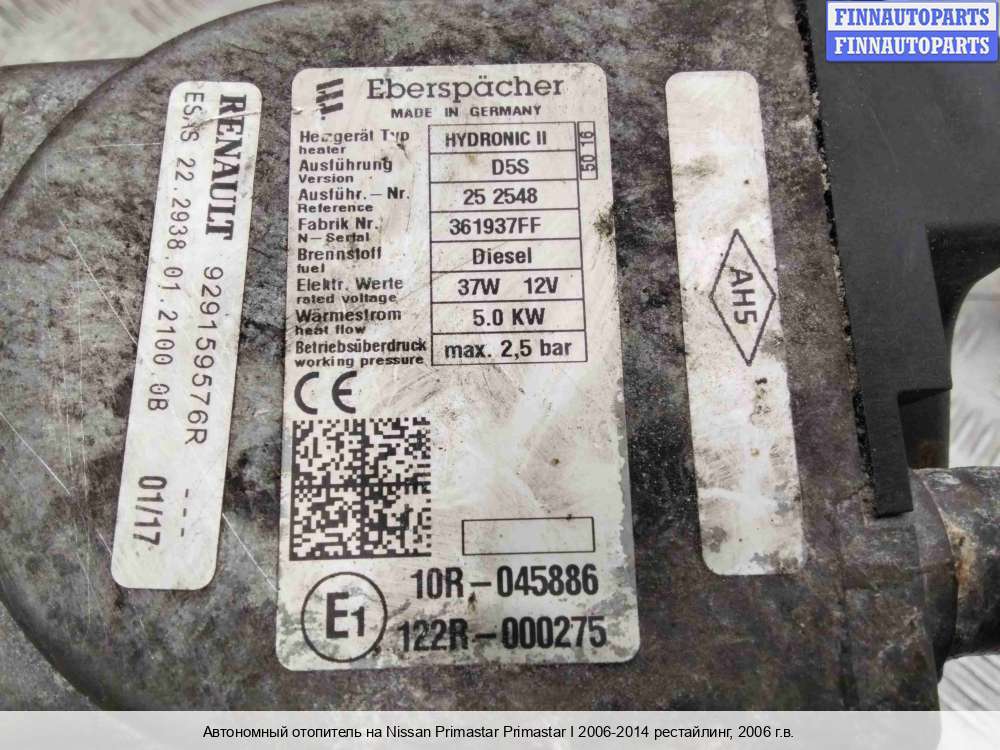 FINNAUTOPARTS
FINNAUTOPARTS
RENAULT 929159576R ---
ES.IS 22.2938.01.2100.0B 01/17
Eberspächer
MADE IN GERMANY
Heizgerät Typ HYDRONIC II 50 16
heater
Ausführung D5S
Version
Ausführ.-Nr. 25 2548
Reference
Fabrik Nr. 361937FF
N-Serial
Brennstoff Diesel
fuel
Elektr. Werte 37W 12V
rated voltage
Wärmestrom 5.0 KW
heat flow
Betriebsüberdruck max. 2,5 bar
working pressure
CE
E1
10R-045886
122R-000275
AH5
Автономный отопитель на Nissan Primastar Primastar I 2006-2014 рестайлинг, 2006 г.в.